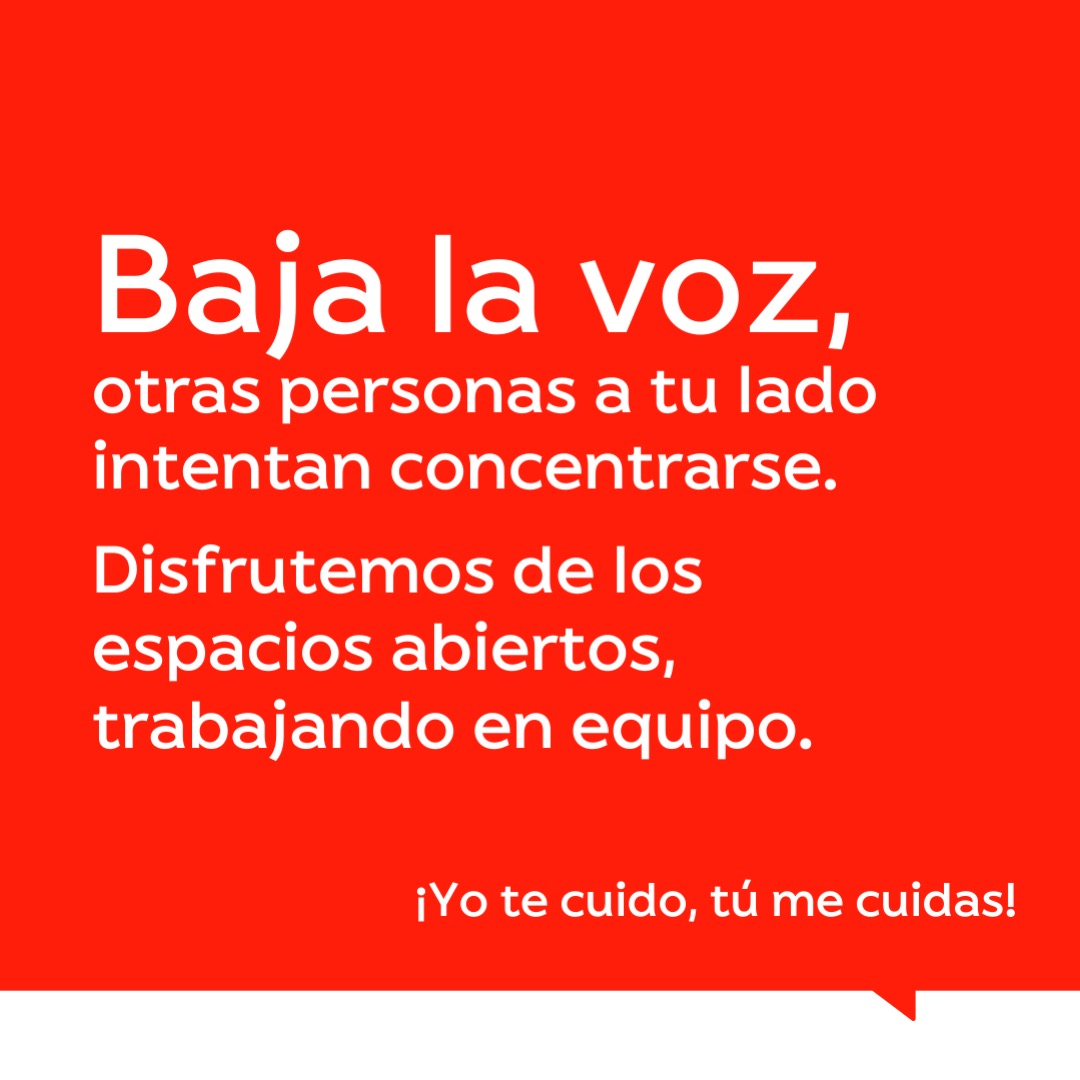 Baja la voz,
otras personas a tu lado
intentan concentrarse.
Disfrutemos de los
espacios abiertos,
trabajando en equipo.
¡Yo te cuido, tú me cuidas!